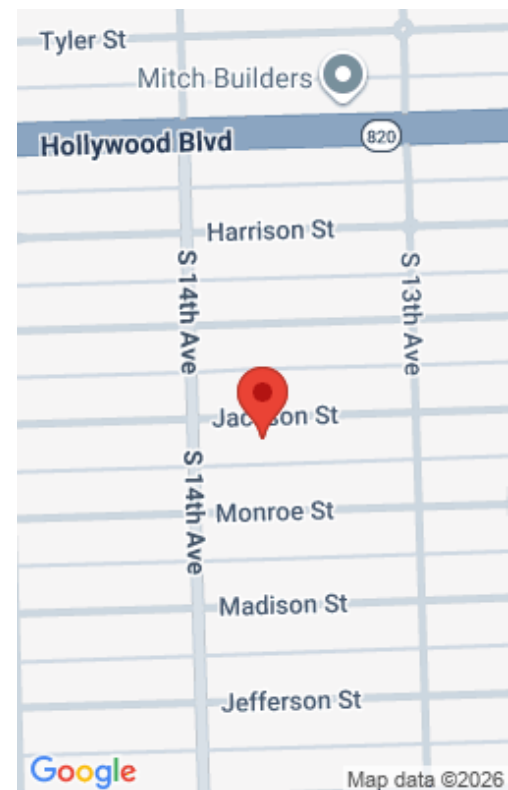 Tyler St
Mitch Builders
Hollywood Blvd
820
Harrison St
S 14th Ave
S 13th Ave
Jackson St
S 14th Ave
Monroe St
Madison St
Jefferson St
Google
Map data ©2026